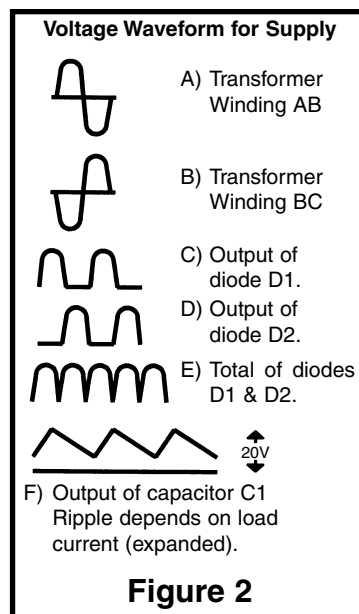 Voltage Waveform for Supply
A) Transformer
Winding AB
B) Transformer
Winding BC
C) Output of
diode D1.
D) Output of
diode D2.
E) Total of diodes
D1 & D2.
20V
F) Output of capacitor C1
Ripple depends on load
current (expanded).
Figure 2